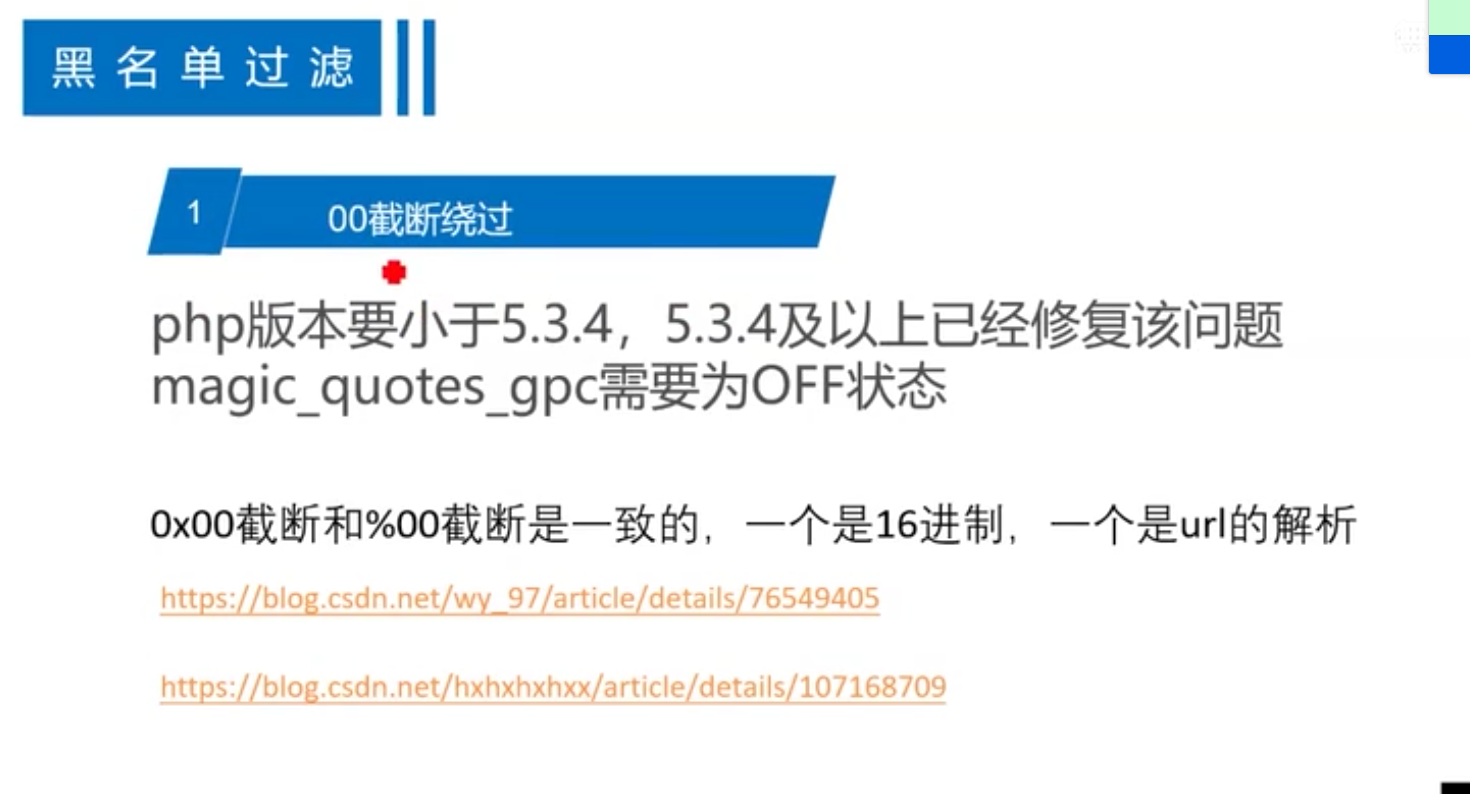 黑名单过滤
1
00截断绕过
php版本要小于5.3.4，5.3.4及以上已经修复该问题
magic_quotes_gpc需要为OFF状态
0x00截断和%00截断是一致的，一个是16进制，一个是url的解析
https://blog.csdn.net/wy_97/article/details/76549405
https://blog.csdn.net/hxhxhxhxx/article/details/107168709